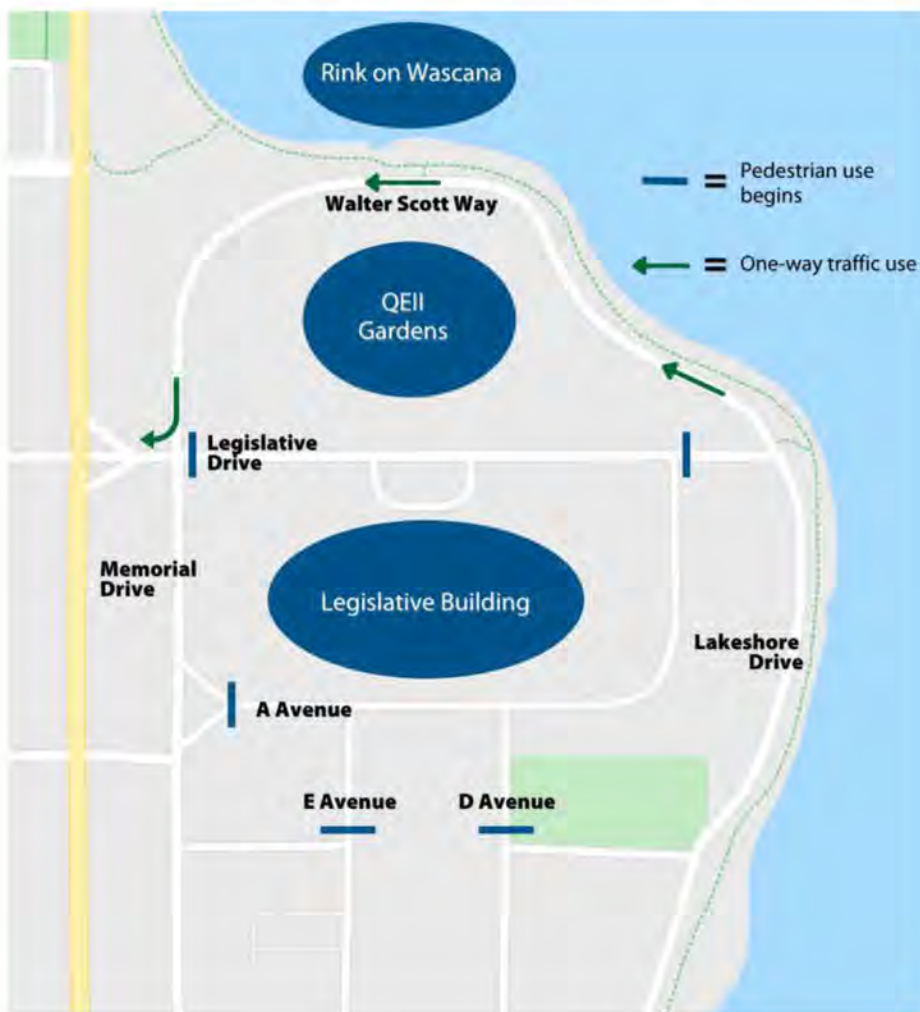 Rink on Wascana
= Pedestrian use
begins
Walter Scott Way
= One-way traffic use
QEII
Gardens
Legislative
Drive
Memorial
Drive
Legislative Building
Lakeshore
Drive
A Avenue
E Avenue
D Avenue